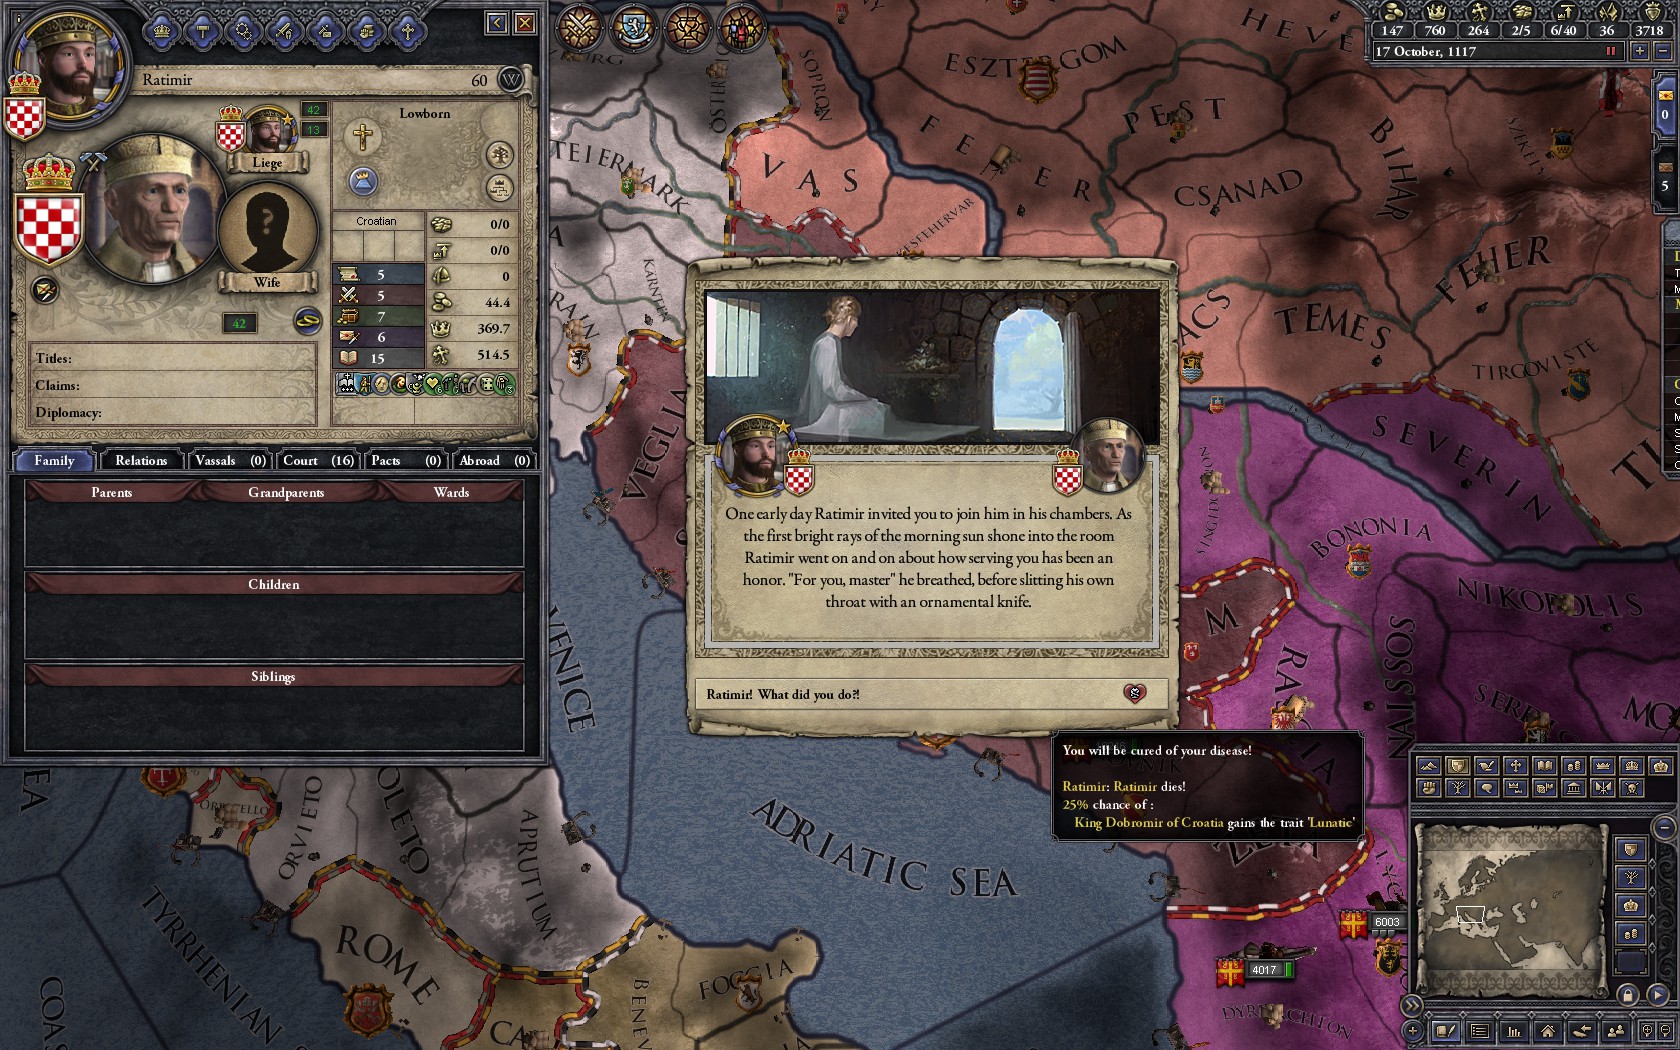 Ratimir 60
42
13
Liege
Lowborn
Wife
42
Croatian
5
5
7
6
15
0/0
0/0
0
44.4
369.7
514.5
Titles:
Claims:
Diplomacy:
Family Relations Vassals (0) Court (16) Pacts (0) Abroad (0)
Parents Grandparents Wards
Children
Siblings
147 760 264 2/5 6/40 36 3718
17 October, 1117
0
5
One early day Ratimir invited you to join him in his chambers. As
the first bright rays of the morning sun shone into the room
Ratimir went on and on about how serving you has been an
honor. "For you, master" he breathed, before slitting his own
throat with an ornamental knife.
Ratimir! What did you do?!
You will be cured of your disease!
Ratimir: Ratimir dies!
25% chance of :
King Dobromir of Croatia gains the trait 'Lunatic'
SOPRON
ESZTERGOM
HEVE
PEST
FEJER
VAS
BIHAR
CSANAD
FEHER
TEMES
TIRGOVISTE
SEVERIN
BONONIA
NIKOPOLIS
VEGLIA
VENICE
ADRIATIC SEA
ORVIETO
APRUTIUM
TYRRHENIAN
ROME
FOGGIA
6003
4017